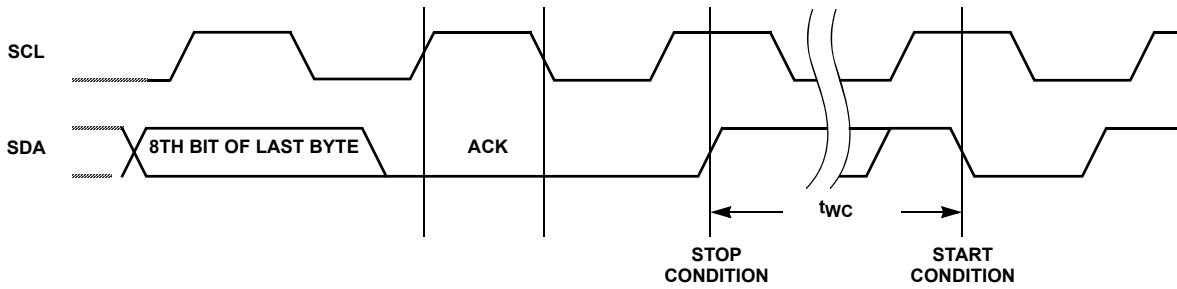 SCL
SDA
8TH BIT OF LAST BYTE
ACK
tWC
STOP
CONDITION
START
CONDITION